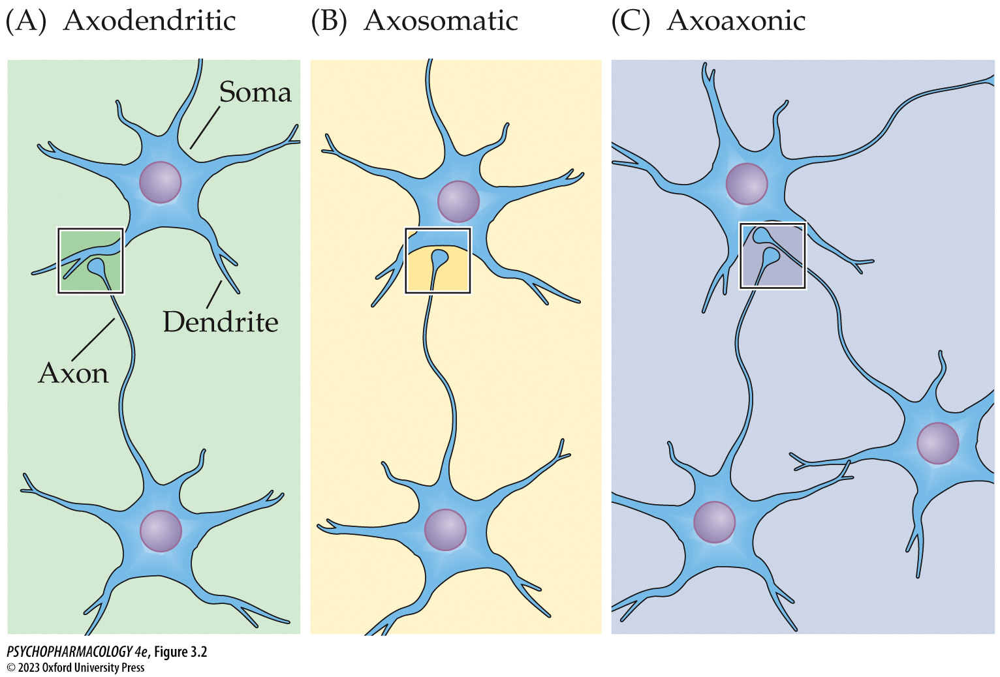 (A) Axodendritic
(B) Axosomatic
(C) Axoaxonic
Soma
Dendrite
Axon
PSYCHOPHARMACOLOGY 4e, Figure 3.2
© 2023 Oxford University Press